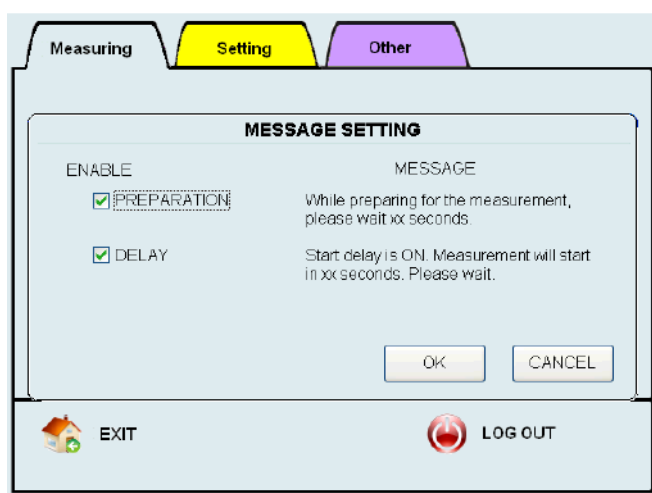 Measuring Setting Other
MESSAGE SETTING
ENABLE MESSAGE
PREPARATION While preparing for the measurement,
please wait xx seconds.
DELAY Start delay is ON. Measurement will start
in xx seconds. Please wait.
OK CANCEL
EXIT LOG OUT